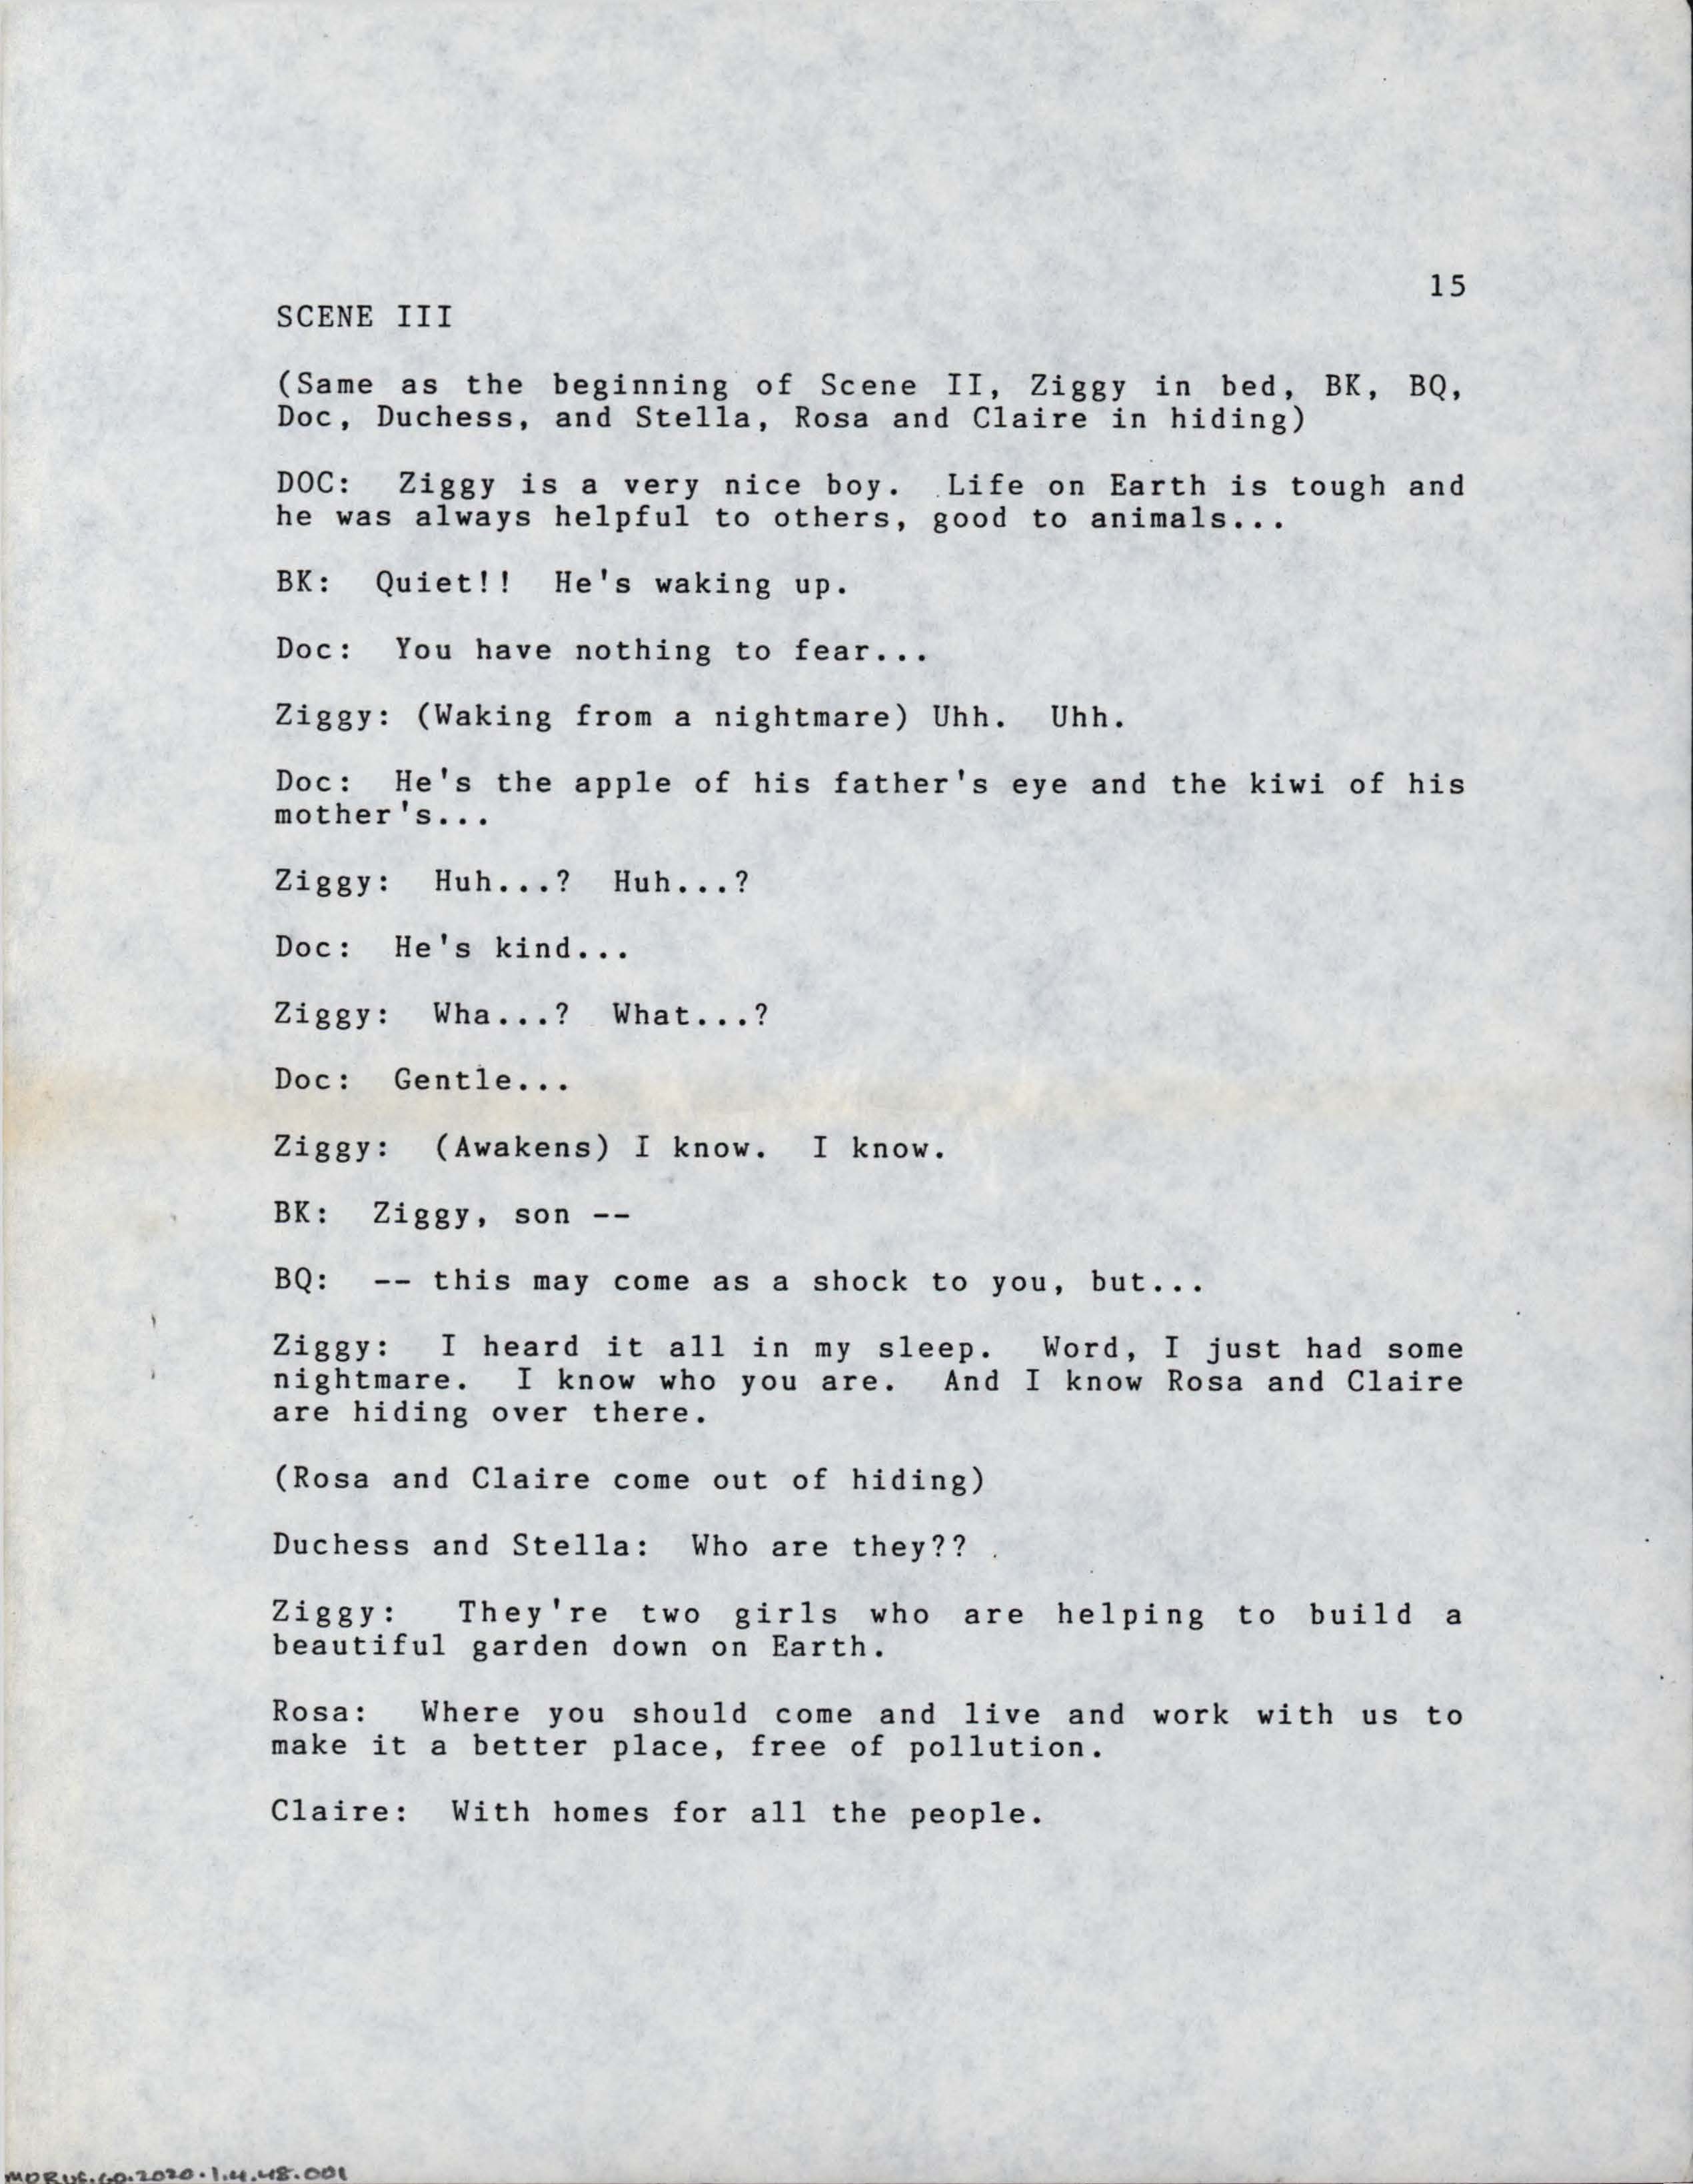 15
SCENE III
(Same as the beginning of Scene II, Ziggy in bed, BK, BQ,
Doc, Duchess, and Stella, Rosa and Claire in hiding)
DOC: Ziggy is a very nice boy. Life on Earth is tough and
he was always helpful to others, good to animals...
BK: Quiet!! He's waking up.
Doc: You have nothing to fear...
Ziggy: (Waking from a nightmare) Uhh. Uhh.
Doc: He's the apple of his father's eye and the kiwi of his
mother's...
Ziggy: Huh...? Huh...?
Doc: He's kind...
Ziggy: Wha...? What...?
Doc: Gentle...
Ziggy: (Awakens) I know. I know.
BK: Ziggy, son --
BQ: -- this may come as a shock to you, but...
Ziggy: I heard it all in my sleep. Word, I just had some
nightmare. I know who you are. And I know Rosa and Claire
are hiding over there.
(Rosa and Claire come out of hiding)
Duchess and Stella: Who are they??
Ziggy: They're two girls who are helping to build a
beautiful garden down on Earth.
Rosa: Where you should come and live and work with us to
make it a better place, free of pollution.
Claire: With homes for all the people.